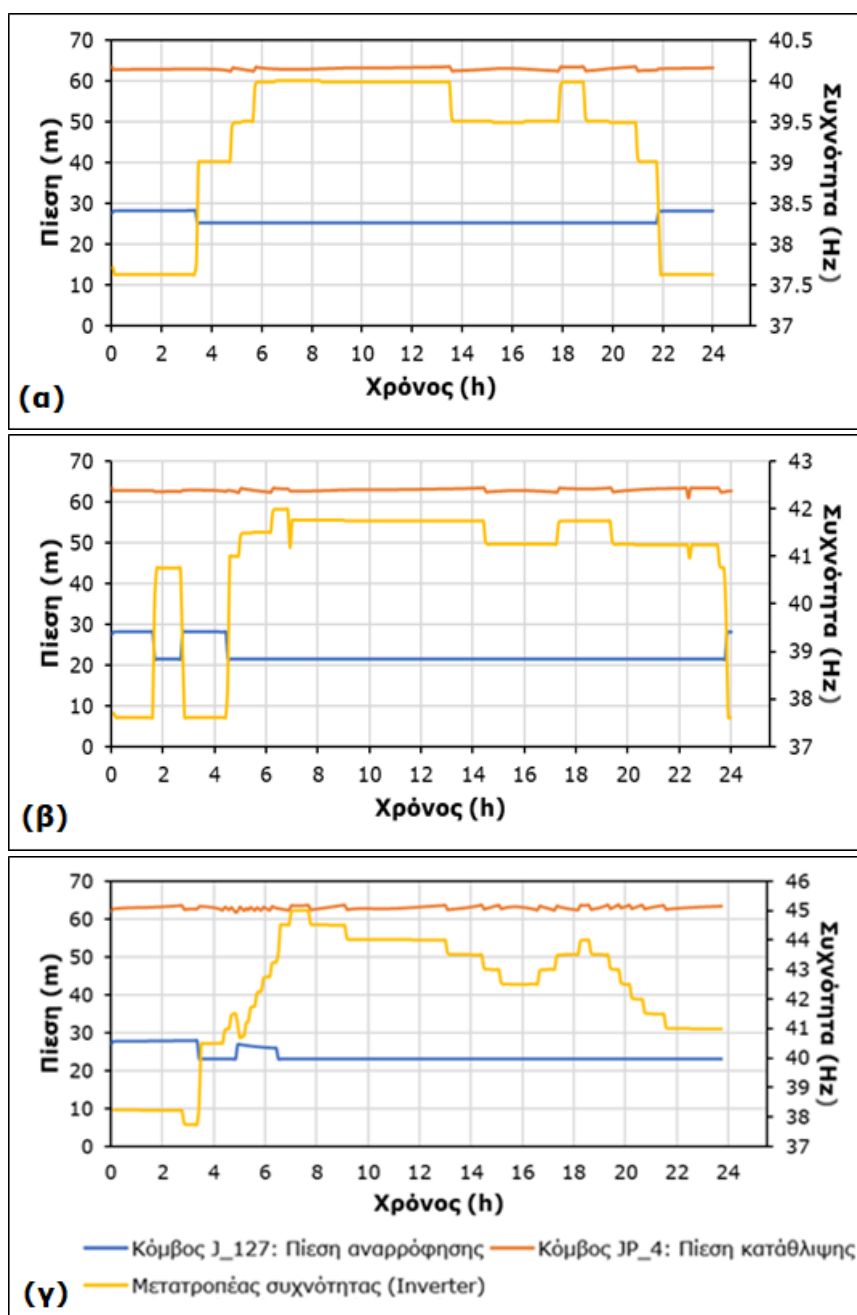 70 60 50 40 30 20 10 0
Πίεση (m)
40.5 40 39.5 39 38.5 38 37.5 37
Συχνότητα (Hz)
0 2 4 6 8 10 12 14 16 18 20 22 24
Χρόνος (h)
(α)
70 60 50 40 30 20 10 0
Πίεση (m)
43 42 41 40 39 38 37
Συχνότητα (Hz)
0 2 4 6 8 10 12 14 16 18 20 22 24
Χρόνος (h)
(β)
70 60 50 40 30 20 10 0
Πίεση (m)
46 45 44 43 42 41 40 39 38 37
Συχνότητα (Hz)
0 2 4 6 8 10 12 14 16 18 20 22 24
Χρόνος (h)
Κόμβος J_127: Πίεση αναρρόφησης Κόμβος JP_4: Πίεση κατάθλιψης
Μετατροπέας συχνότητας (Inverter)
(γ)